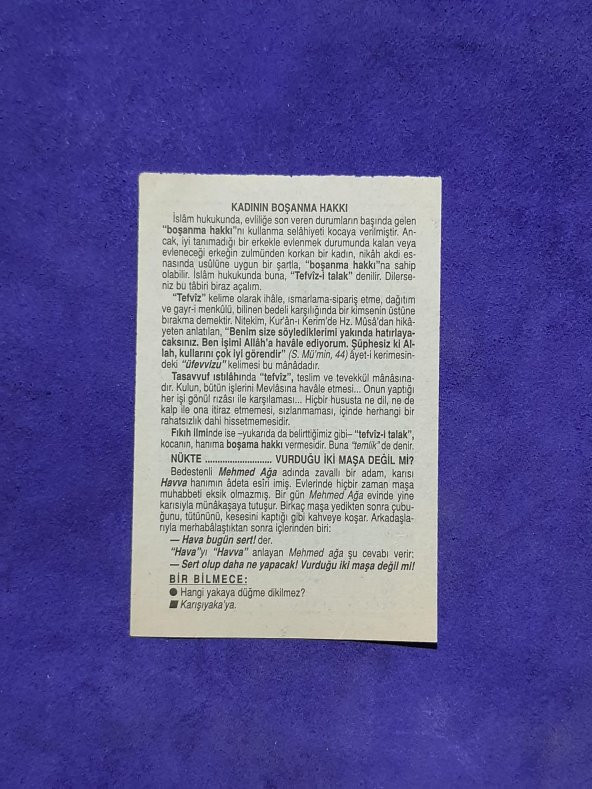 KADININ BOŞANMA HAKKI
İslâm hukukunda, evliliğe son veren durumların başında gelen
"boşanma hakkı"nı kullanma selâhiyeti kocaya verilmiştir. An-
cak, iyi tanımadığı bir erkekle evlenmek durumunda kalan veya
evleneceği erkeğin zulmünden korkan bir kadın, nikâh akdi es-
nasında usûlüne uygun bir şartla, "boşanma hakkı"na sahip
olabilir. İslâm hukukunda buna, "Tefvîz-i talak" denilir. Dilerse-
niz bu tâbiri biraz açalım.
"Tefvîz" kelime olarak ihâle, ısmarlama-sipariş etme, dağıtım
ve gayr-i menkûlü, bilinen bedeli karşılığında bir kimsenin üstüne
bırakma demektir. Nitekim, Kur'ân-ı Kerim'de Hz. Mûsâ'dan hikâ-
yeten anlatılan, "Benim size söylediklerimi yakında hatırlaya-
caksınız. Ben işimi Allâh'a havâle ediyorum. Şüphesiz ki Al-
lah, kullarını çok iyi görendir" (S. Mü'min, 44) âyet-i kerimesin-
deki "üfevvizu" kelimesi bu mânâdadır.
Tasavvuf ıstılâhında "tefvîz", teslim ve tevekkül mânâsına-
dır. Kulun, bütün işlerini Mevlâsına havâle etmesi... Onun yaptığı
her işi gönül rızâsı ile karşılaması... Hiçbir hususta ne dil, ne de
kalp ile ona itiraz etmemesi, sızlanmaması, içinde herhangi bir
rahatsızlık dahi hissetmemesidir.
Fıkıh ilminde ise –yukarıda da belirttiğimiz gibi– "tefvîz-i talak",
kocanın, hanıma boşama hakkı vermesidir. Buna "temlik" de denir.
NÜKTE .......................... VURDUĞU İKİ MAŞA DEĞİL Mİ?
Bedestenli Mehmed Ağa adında zavallı bir adam, karısı
Havva hanımın âdeta esîri imiş. Evlerinde hiçbir zaman maşa
muhabbeti eksik olmazmış. Bir gün Mehmed Ağa evinde yine
karısıyla münâkaşaya tutuşur. Birkaç maşa yedikten sonra çubu-
ğunu, tütününü, kesesini kaptığı gibi kahveye koşar. Arkadaşla-
rıyla merhabâlaştıktan sonra içlerinden biri:
— Hava bugün sert! der.
"Hava"yı "Havva" anlayan Mehmed ağa şu cevabı verir:
— Sert olup daha ne yapacak! Vurduğu iki maşa değil mi!
BİR BİLMECE:
● Hangi yakaya düğme dikilmez?
■ Karışıyaka'ya.